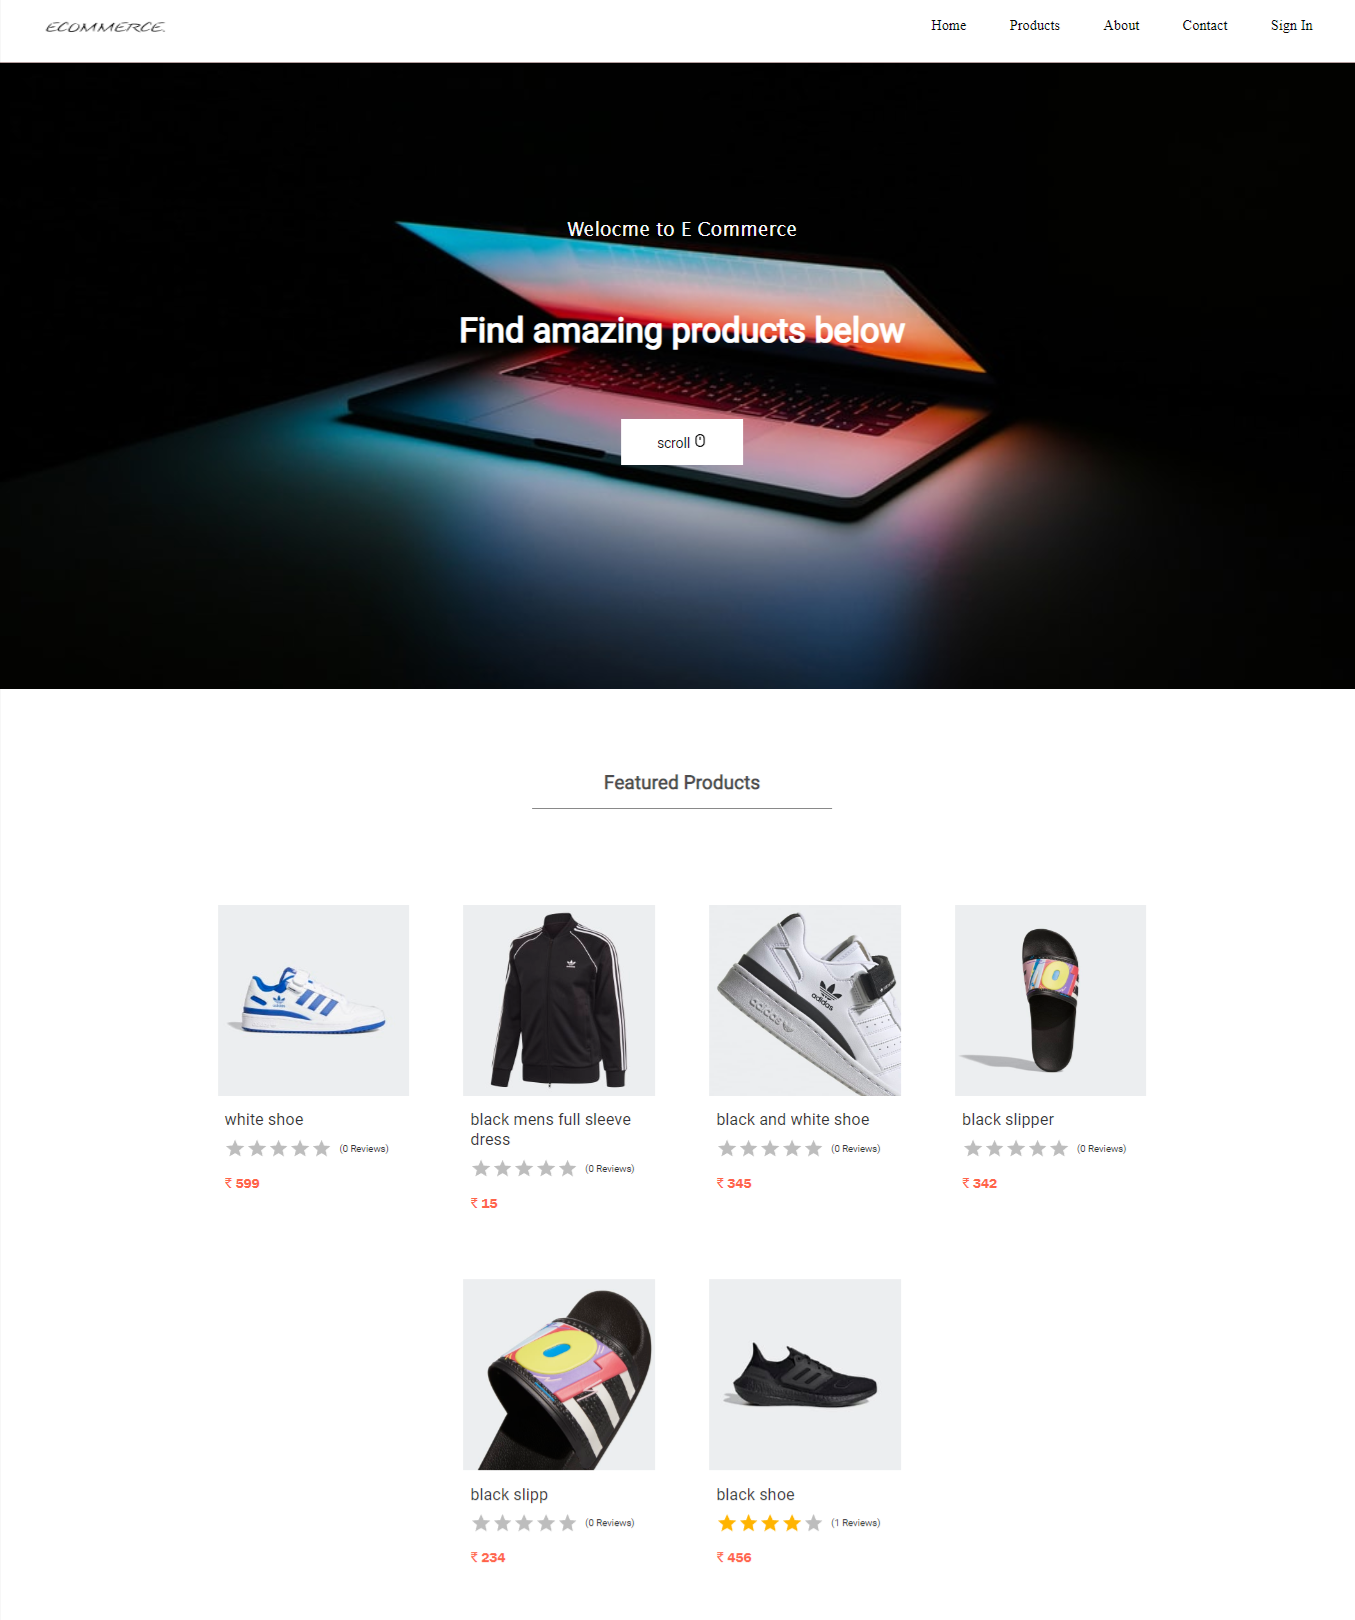 ECOMMERCE.
Home Products About Contact Sign In
Welocme to E Commerce
Find amazing products below
scroll
Featured Products
white shoe
(0 Reviews)
₹ 599
black mens full sleeve
dress
(0 Reviews)
₹ 15
adidas
adidas
black and white shoe
(0 Reviews)
₹ 345
black slipper
(0 Reviews)
₹ 342
black slipp
(0 Reviews)
₹ 234
black shoe
(1 Reviews)
₹ 456